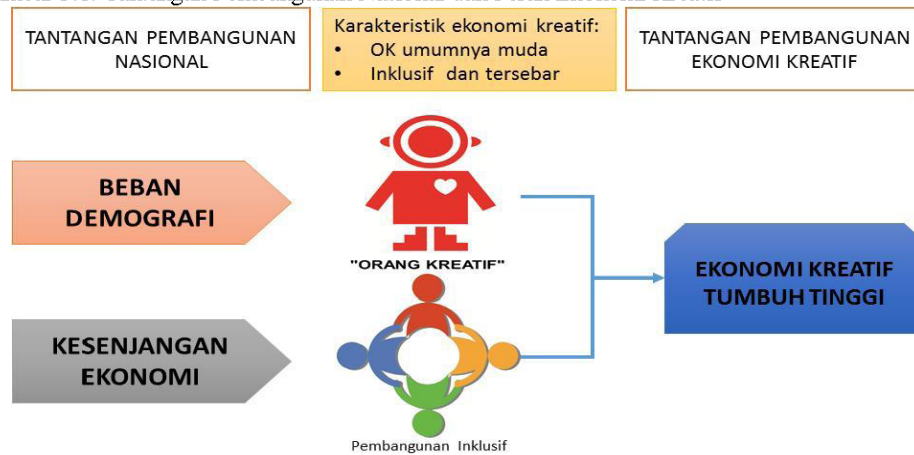 TANTANGAN PEMBANGUNAN
NASIONAL
Karakteristik ekonomi kreatif:
• OK umumnya muda
• Inklusif dan tersebar
TANTANGAN PEMBANGUNAN
EKONOMI KREATIF
BEBAN
DEMOGRAFI
"ORANG KREATIF"
EKONOMI KREATIF
TUMBUH TINGGI
KESENJANGAN
EKONOMI
Pembangunan Inklusif